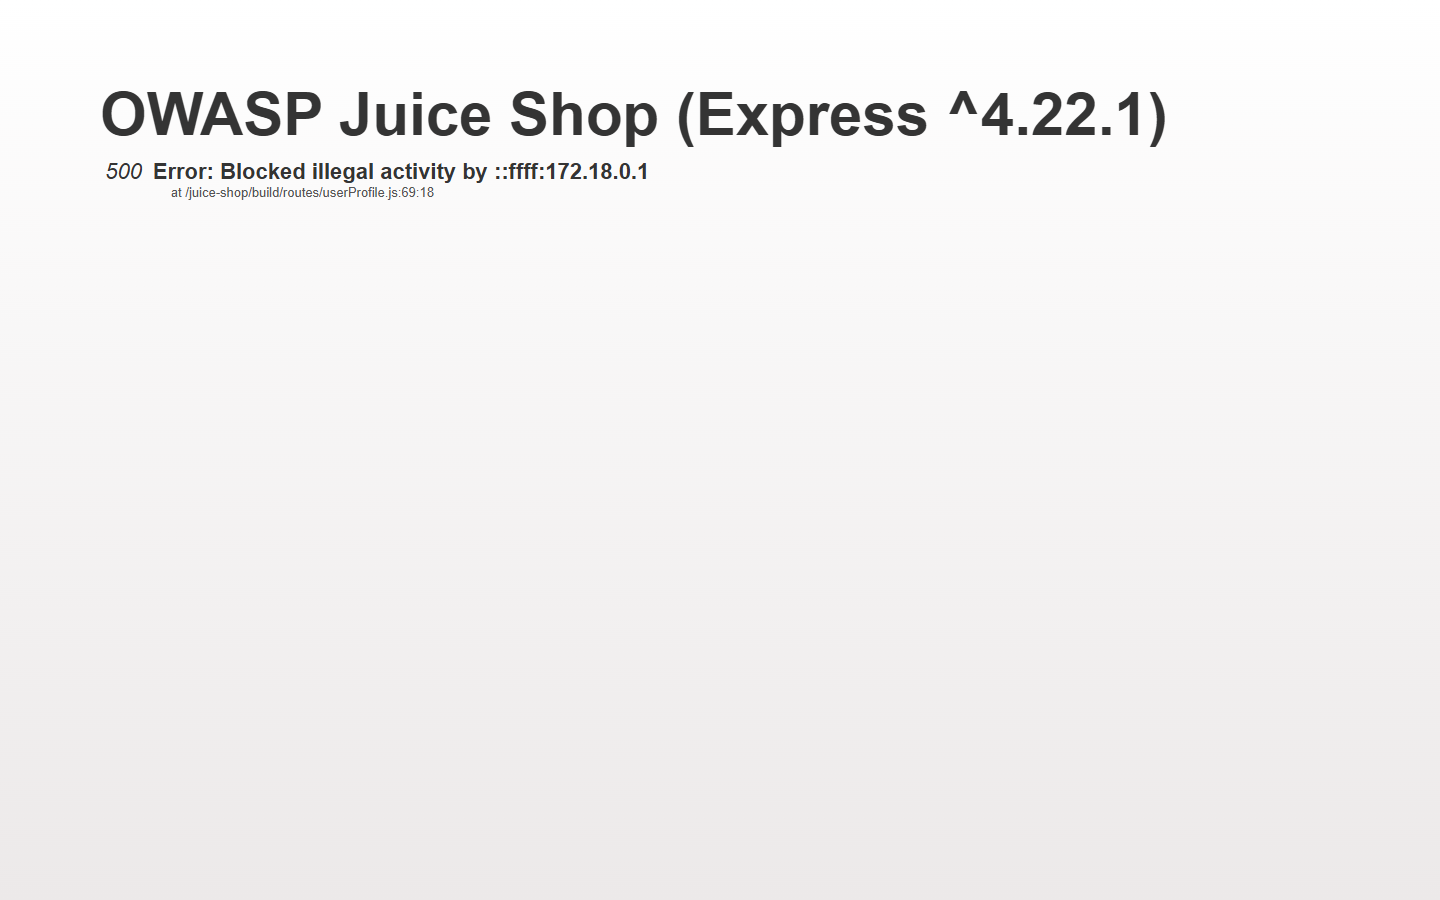 OWASP Juice Shop (Express ^4.22.1)
500 Error: Blocked illegal activity by ::ffff:172.18.0.1
at /juice-shop/build/routes/userProfile.js:69:18